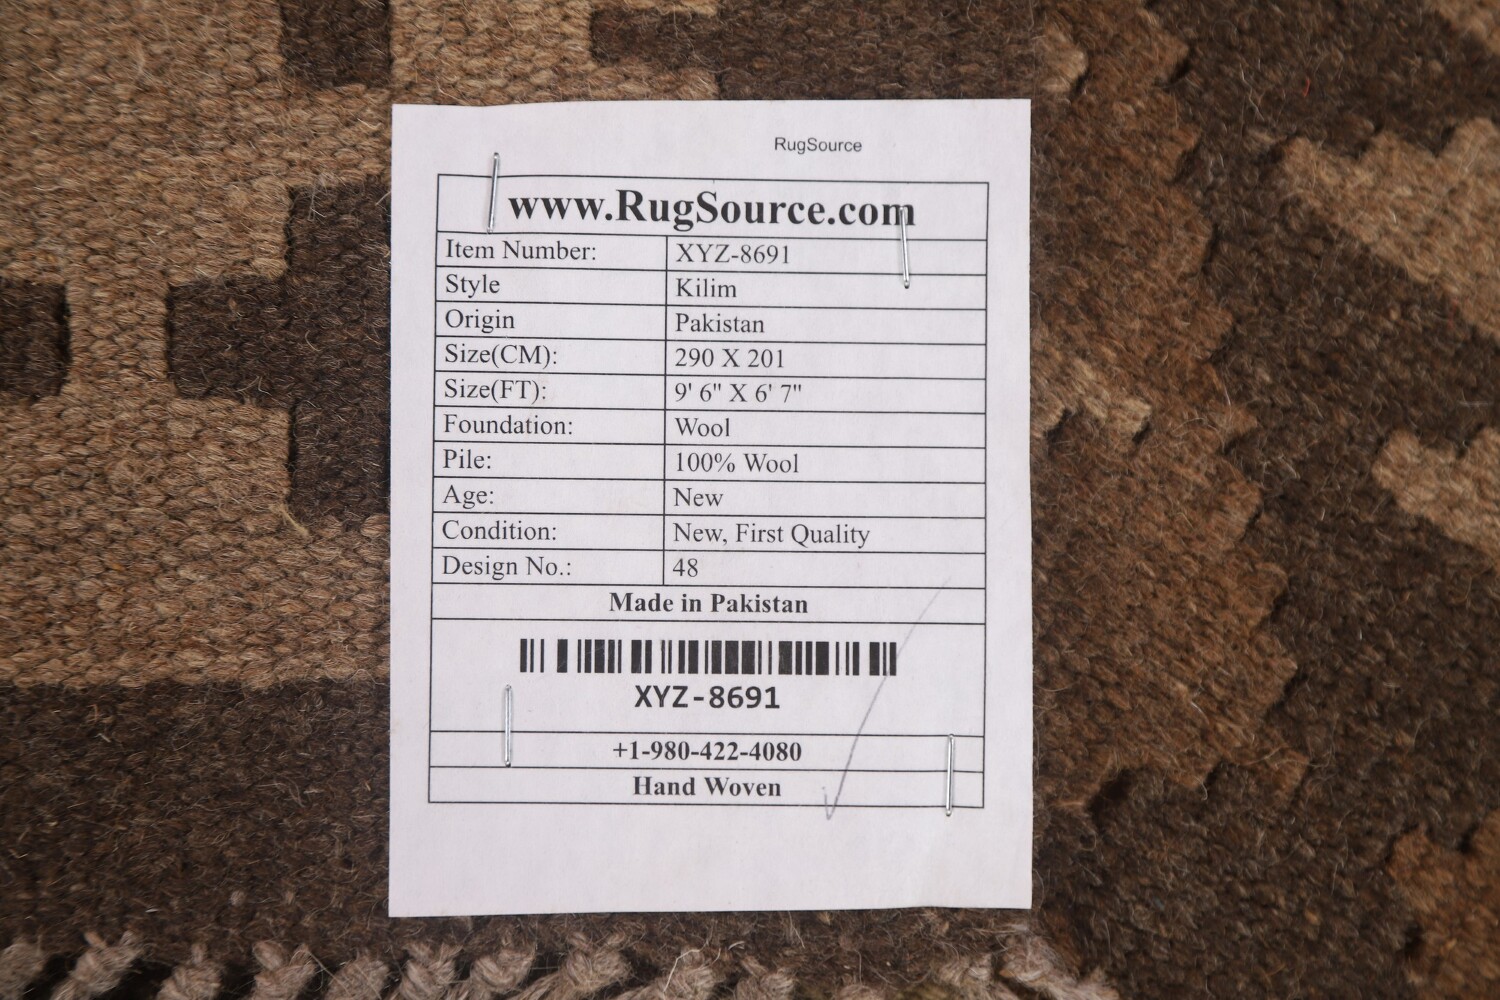 RugSource
www.RugSource.com
Item Number: XYZ-8691
Style Kilim
Origin Pakistan
Size(CM): 290 X 201
Size(FT): 9' 6" X 6' 7"
Foundation: Wool
Pile: 100% Wool
Age: New
Condition: New, First Quality
Design No.: 48
Made in Pakistan
XYZ-8691
+1-980-422-4080
Hand Woven